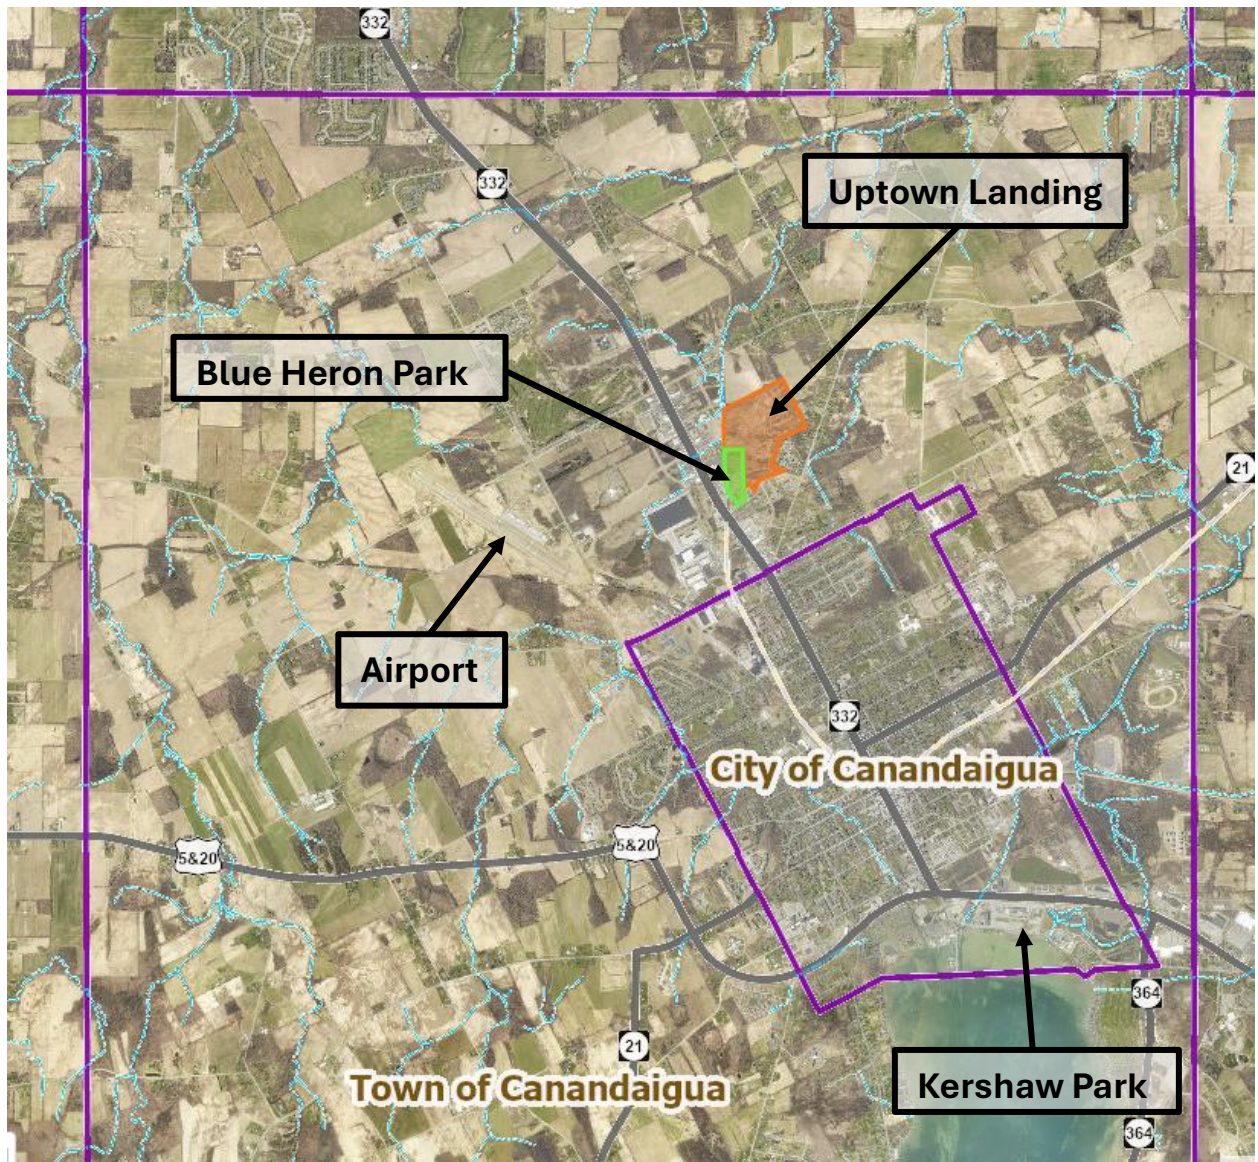 332
332
Uptown Landing
Blue Heron Park
21
Airport
332
City of Canandaigua
5&20
5&20
364
21
Kershaw Park
Town of Canandaigua
364